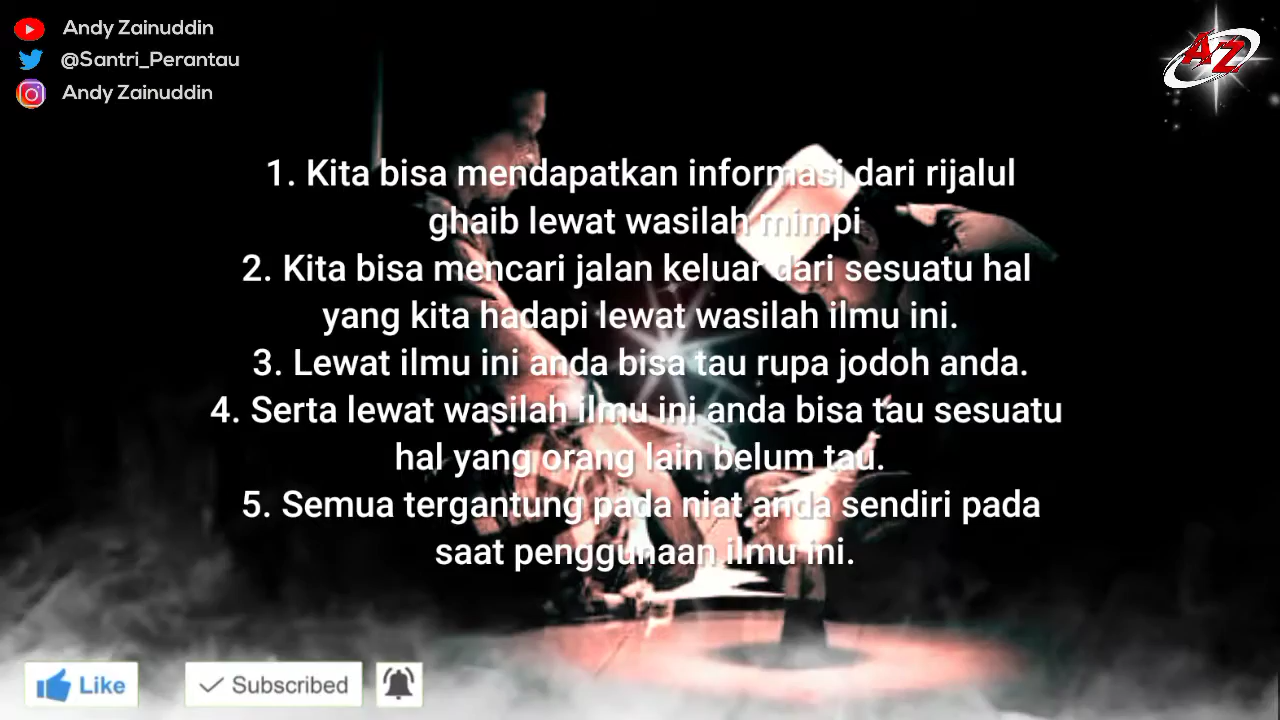 Andy Zainuddin
@Santri_Perantau
Andy Zainuddin
AZ
1. Kita bisa mendapatkan informasi dari rijalul
ghaib lewat wasilah mimpi
2. Kita bisa mencari jalan keluar dari sesuatu hal
yang kita hadapi lewat wasilah ilmu ini.
3. Lewat ilmu ini anda bisa tau rupa jodoh anda.
4. Serta lewat wasilah ilmu ini anda bisa tau sesuatu
hal yang orang lain belum tau.
5. Semua tergantung pada niat anda sendiri pada
saat penggunaan ilmu ini.
Like
Subscribed